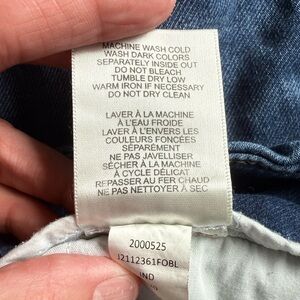 MACHINE WASH COLD
WASH DARK COLORS
SEPARATELY INSIDE OUT
DO NOT BLEACH
TUMBLE DRY LOW
WARM IRON IF NECESSARY
DO NOT DRY CLEAN
LAVER À LA MACHINE
À L'EAU FROIDE
LAVER À L'ENVERS LES
COULEURS FONCÉES
SÉPARÉMENT
NE PAS JAVELLISER
SÉCHER À LA MACHINE
À CYCLE DÉLICAT
REPASSER AU FER CHAUD
NE PAS NETTOYER À SEC
2000525
J2112361FOBL
IND